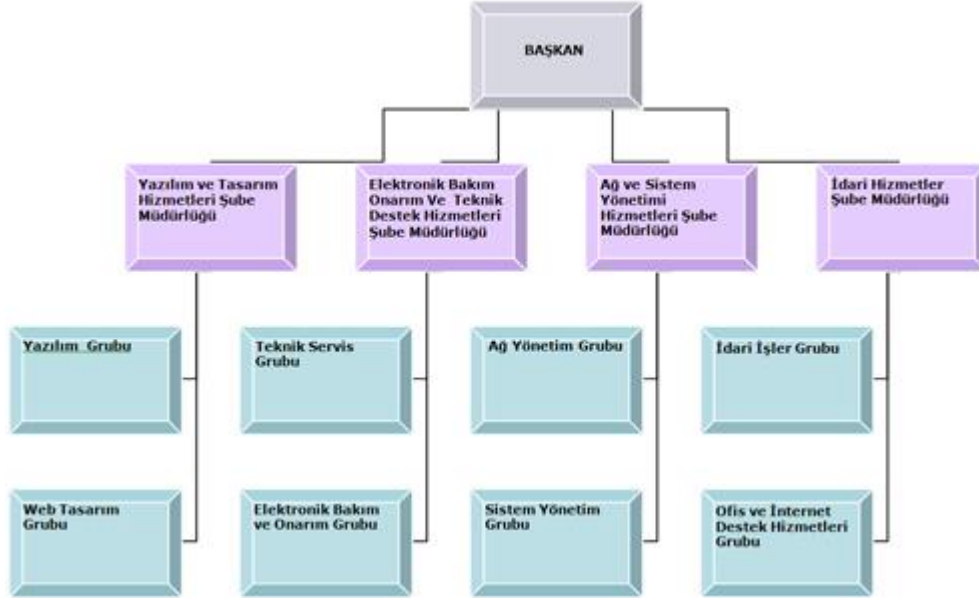 BAŞKAN
Yazılım ve Tasarım
Hizmetleri Şube
Müdürlüğü
Elektronik Bakım
Onarım Ve Teknik
Destek Hizmetleri
Şube Müdürlüğü
Ağ ve Sistem
Yönetimi
Hizmetleri Şube
Müdürlüğü
İdari Hizmetler
Şube Müdürlüğü
Yazılım Grubu
Teknik Servis
Grubu
Ağ Yönetim Grubu
İdari İşler Grubu
Web Tasarım
Grubu
Elektronik Bakım
ve Onarım Grubu
Sistem Yönetim
Grubu
Ofis ve İnternet
Destek Hizmetleri
Grubu